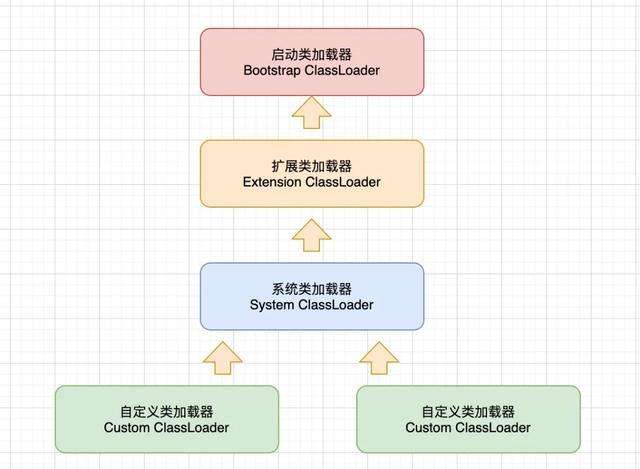 启动类加载器
Bootstrap ClassLoader
扩展类加载器
Extension ClassLoader
系统类加载器
System ClassLoader
自定义类加载器
Custom ClassLoader
自定义类加载器
Custom ClassLoader